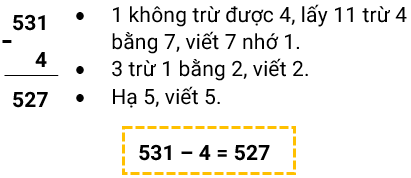 531
-
4
527
• 1 không trừ được 4, lấy 11 trừ 4
bằng 7, viết 7 nhớ 1.
• 3 trừ 1 bằng 2, viết 2.
• Hạ 5, viết 5.
531 – 4 = 527